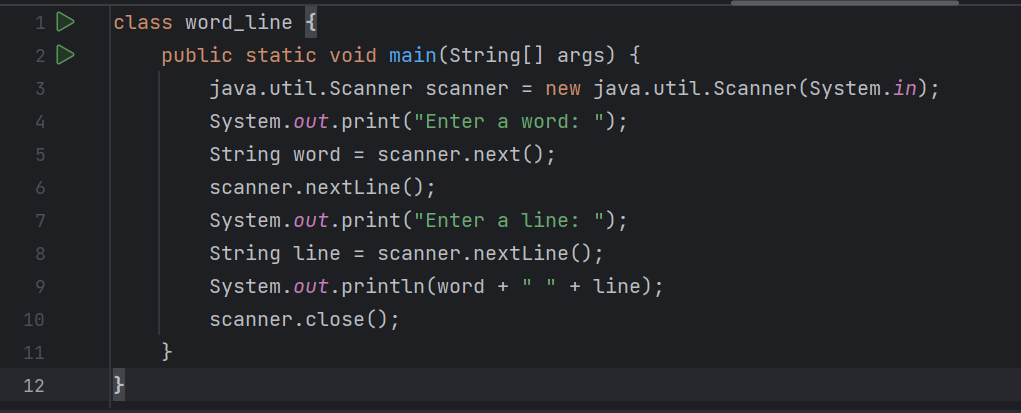 1 class word_line {
2 public static void main(String[] args) {
3 java.util.Scanner scanner = new java.util.Scanner(System.in);
4 System.out.print("Enter a word: ");
5 String word = scanner.next();
6 scanner.nextLine();
7 System.out.print("Enter a line: ");
8 String line = scanner.nextLine();
9 System.out.println(word + " " + line);
10 scanner.close();
11 }
12 }